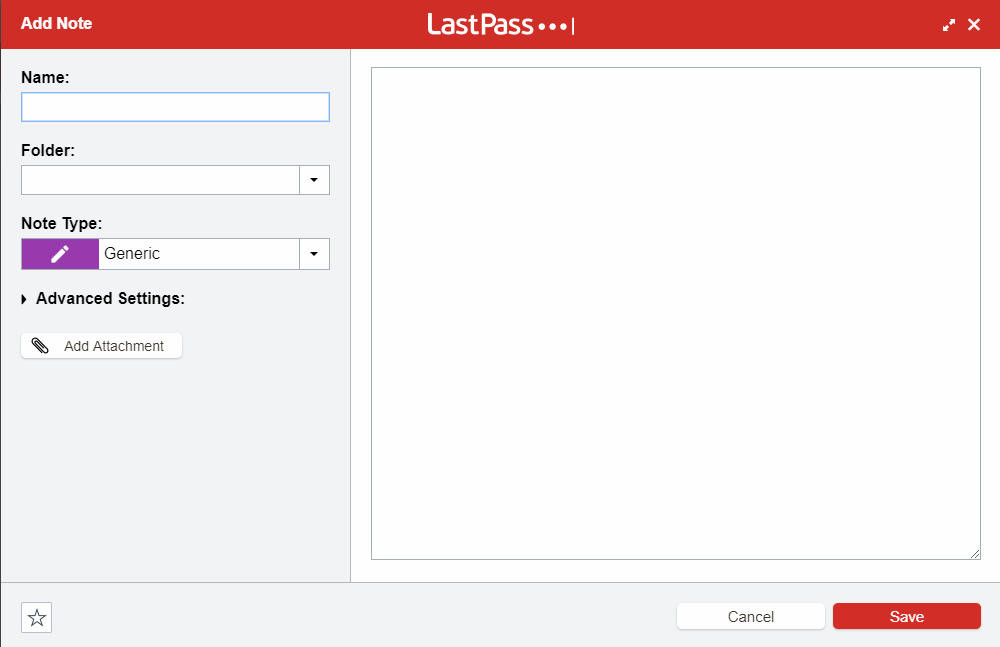 Add Note
LastPass •••|
Name:
Folder:
Note Type:
Generic
Advanced Settings:
Add Attachment
Cancel
Save